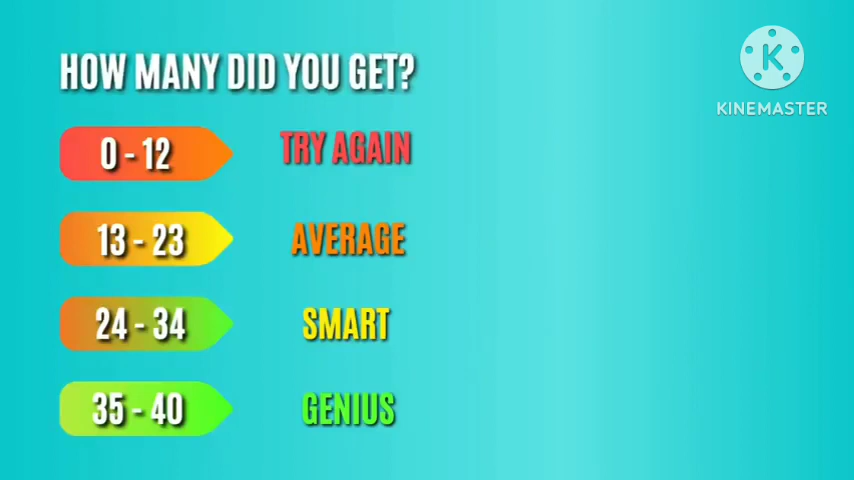 HOW MANY DID YOU GET?
K
KINEMASTER
0 - 12 TRY AGAIN
13 - 23 AVERAGE
24 - 34 SMART
35 - 40 GENIUS